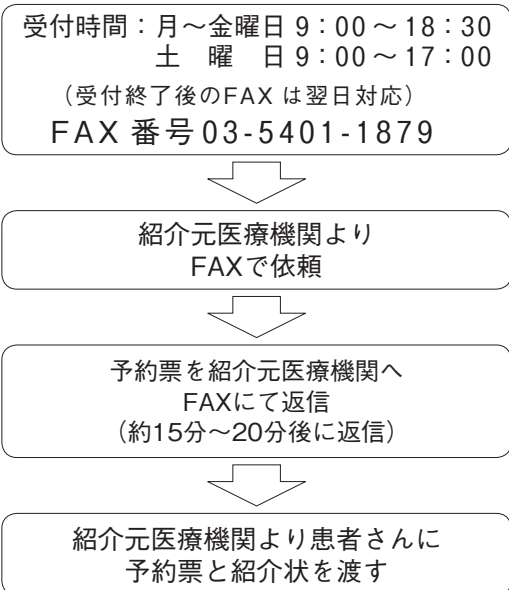 受付時間：月～金曜日 9：00 ～ 18：30
土　曜　日 9：00 ～ 17：00
（受付終了後のFAX は翌日対応）
FAX 番号 03-5401-1879
紹介元医療機関より
FAXで依頼
予約票を紹介元医療機関へ
FAXにて返信
（約15分～20分後に返信）
紹介元医療機関より患者さんに
予約票と紹介状を渡す